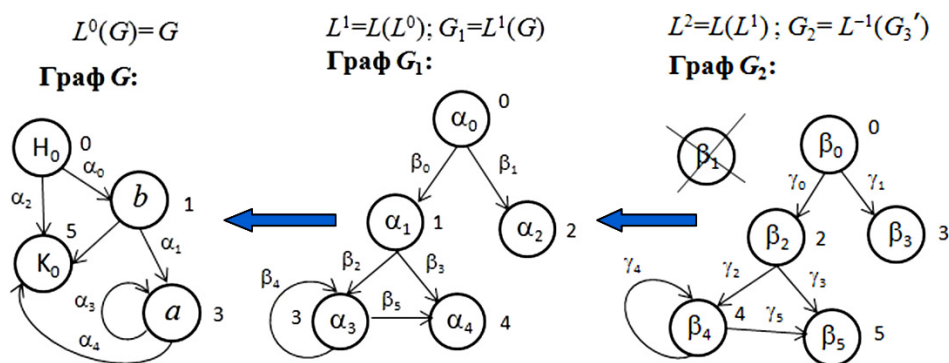 L⁰(G)=G
Граф G:
H₀
0
α₀
α₂
b
1
5
α₁
K₀
α₃
a
3
α₄
L¹=L(L⁰); G₁=L¹(G)
Граф G₁:
0
α₀
β₀
β₁
α₁
1
α₂
2
β₂
β₃
β₄
β₅
3
α₃
α₄
4
L²=L(L¹) ; G₂= L⁻¹(G₃′)
Граф G₂:
0
β₁
β₀
γ₀
γ₁
β₂
2
β₃
3
γ₄
γ₂
γ₃
β₄
4
γ₅
β₅
5